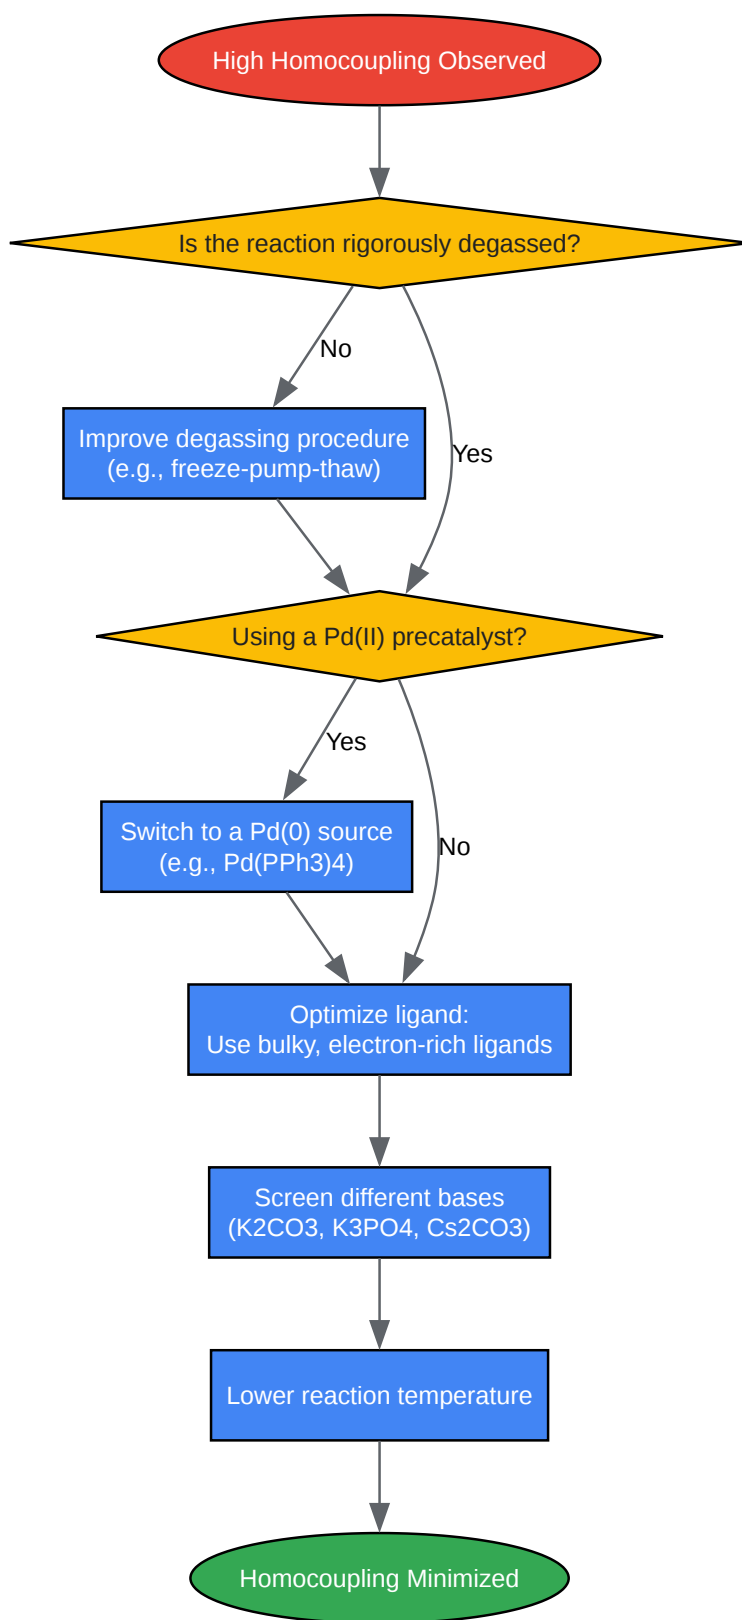 High Homocoupling Observed
Is the reaction rigorously degassed?
No
Improve degassing procedure
(e.g., freeze-pump-thaw)
Yes
Using a Pd(II) precatalyst?
Yes
Switch to a Pd(0) source
(e.g., Pd(PPh3)4)
No
Optimize ligand:
Use bulky, electron-rich ligands
Screen different bases
(K2CO3, K3PO4, Cs2CO3)
Lower reaction temperature
Homocoupling Minimized